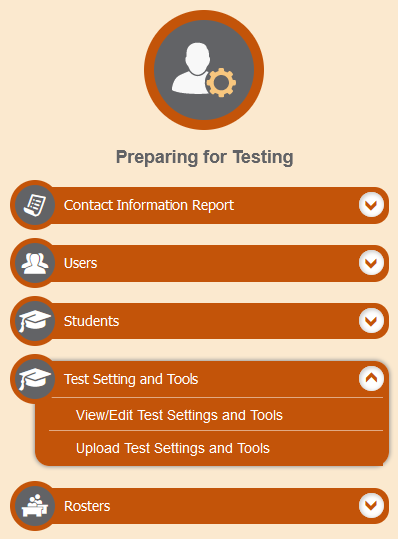 Preparing for Testing
Contact Information Report
Users
Students
Test Setting and Tools
View/Edit Test Settings and Tools
Upload Test Settings and Tools
Rosters